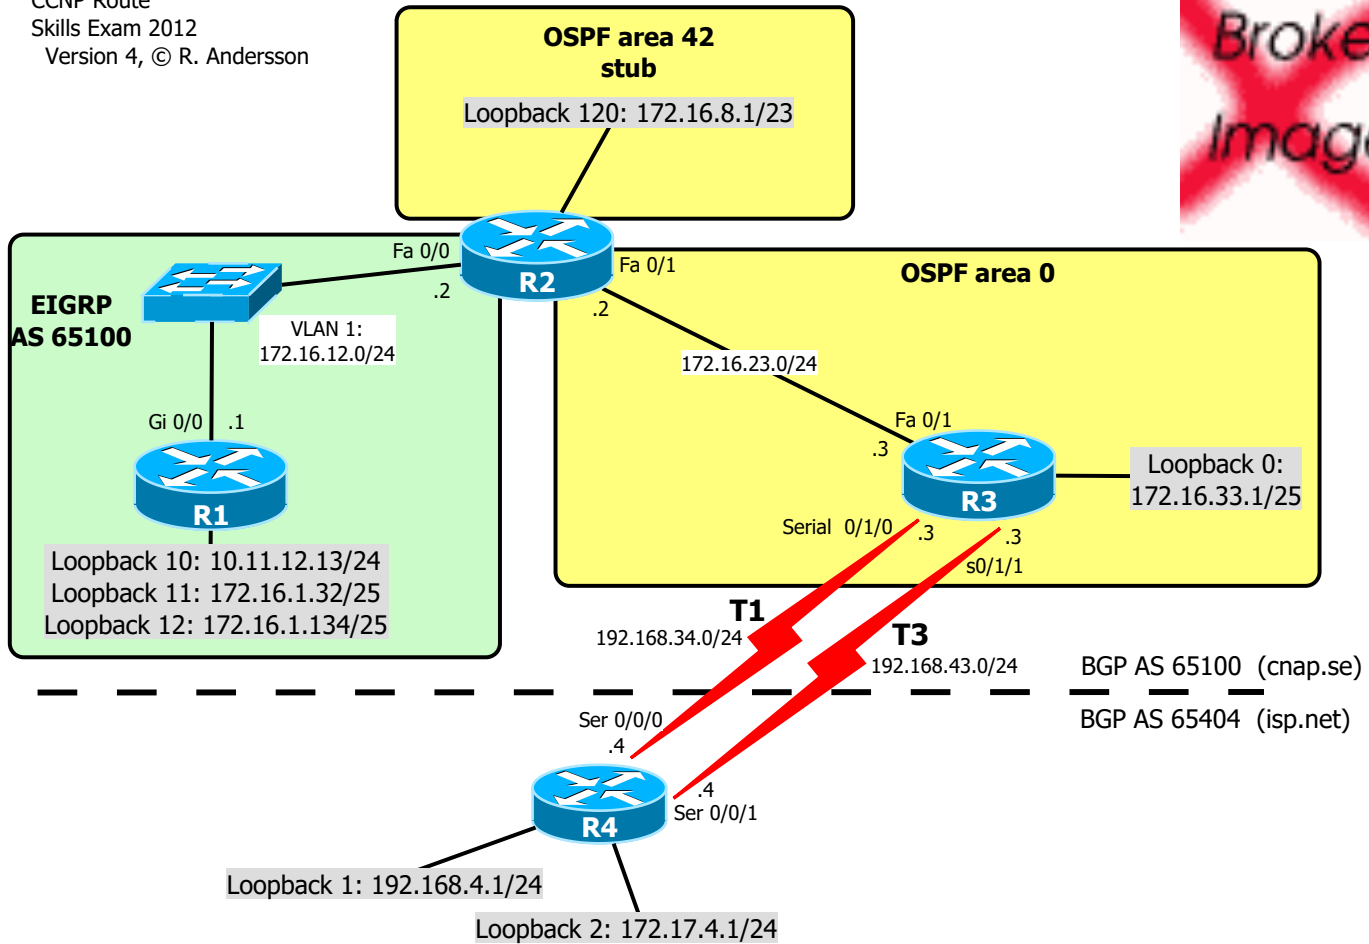 CCNP Route
Skills Exam 2012
Version 4, © R. Andersson
OSPF area 42
stub
Loopback 120: 172.16.8.1/23
Fa 0/0
.2
R2
Fa 0/1
.2
OSPF area 0
EIGRP
AS 65100
VLAN 1:
172.16.12.0/24
172.16.23.0/24
Gi 0/0
.1
R1
Fa 0/1
.3
R3
Loopback 0:
172.16.33.1/25
Loopback 10: 10.11.12.13/24
Loopback 11: 172.16.1.32/25
Loopback 12: 172.16.1.134/25
Serial 0/1/0
.3
.3
s0/1/1
T1
192.168.34.0/24
T3
192.168.43.0/24
BGP AS 65100 (cnap.se)
BGP AS 65404 (isp.net)
Ser 0/0/0
.4
.4
Ser 0/0/1
R4
Loopback 1: 192.168.4.1/24
Loopback 2: 172.17.4.1/24